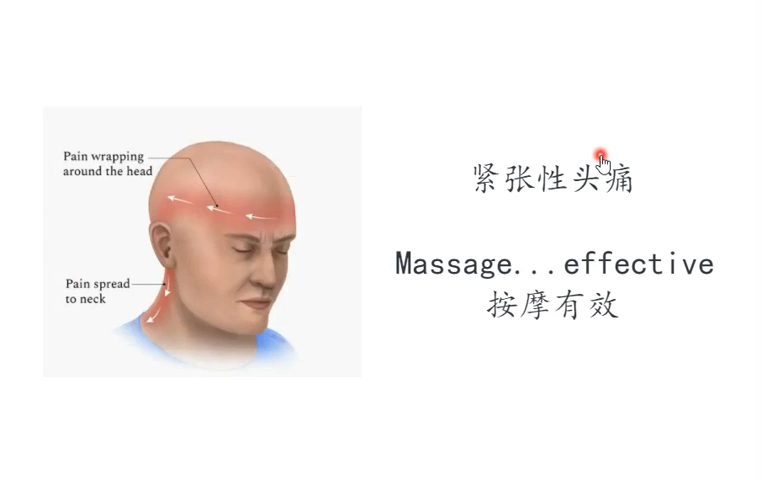 Pain wrapping
around the head
Pain spread
to neck
紧张性头痛
Massage...effective
按摩有效